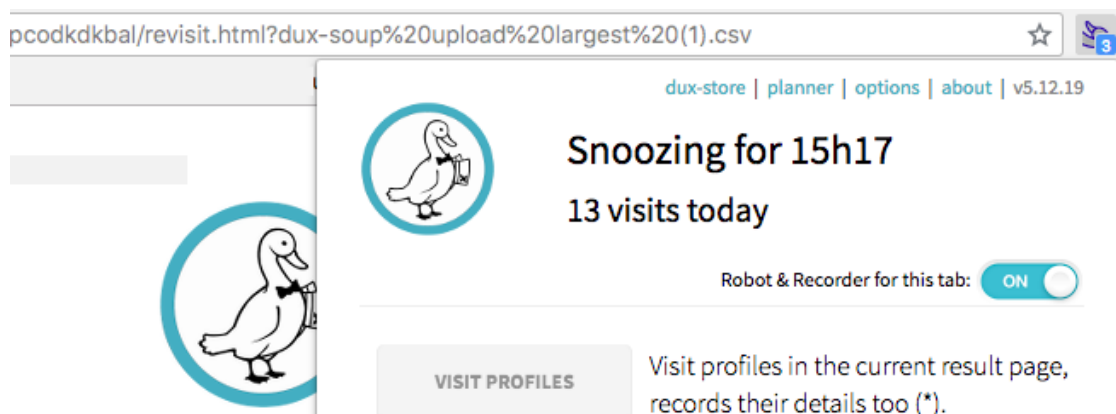 pcodkdkbal/revisit.html?dux-soup%20upload%20largest%20(1).csv
3
dux-store | planner | options | about | v5.12.19
Snoozing for 15h17
13 visits today
Robot & Recorder for this tab: ON
VISIT PROFILES
Visit profiles in the current result page,
records their details too (*).